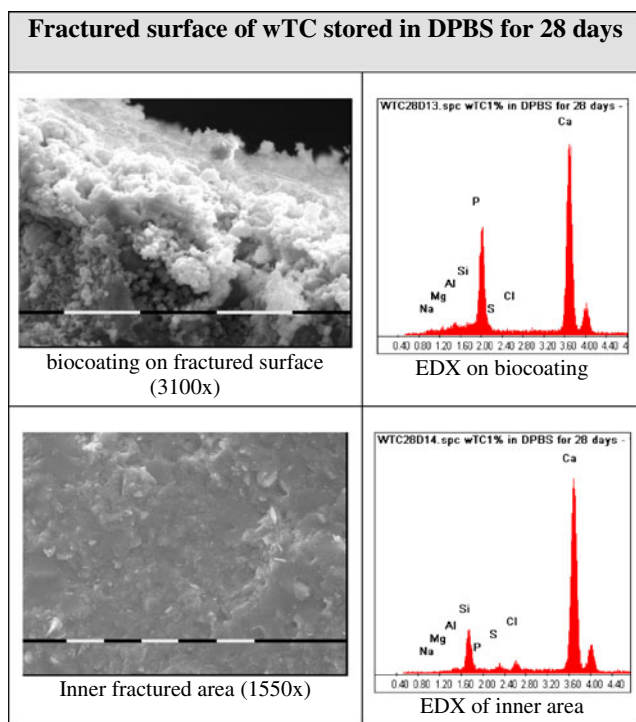 Fractured surface of wTC stored in DPBS for 28 days
biocoating on fractured surface
(3100x)
WTC28D13.spc wTC1% in DPBS for 28 days -
Ca
P
Si
Al
Mg
Na
S
Cl
0.40 0.80 1.20 1.60 2.00 2.40 2.80 3.20 3.60 4.00 4.40
EDX on biocoating
Inner fractured area (1550x)
WTC28D14.spc wTC1% in DPBS for 28 days -
Ca
Si
Al
Mg
Na
P
S
Cl
0.40 0.80 1.20 1.60 2.00 2.40 2.80 3.20 3.60 4.00 4.40
EDX of inner area